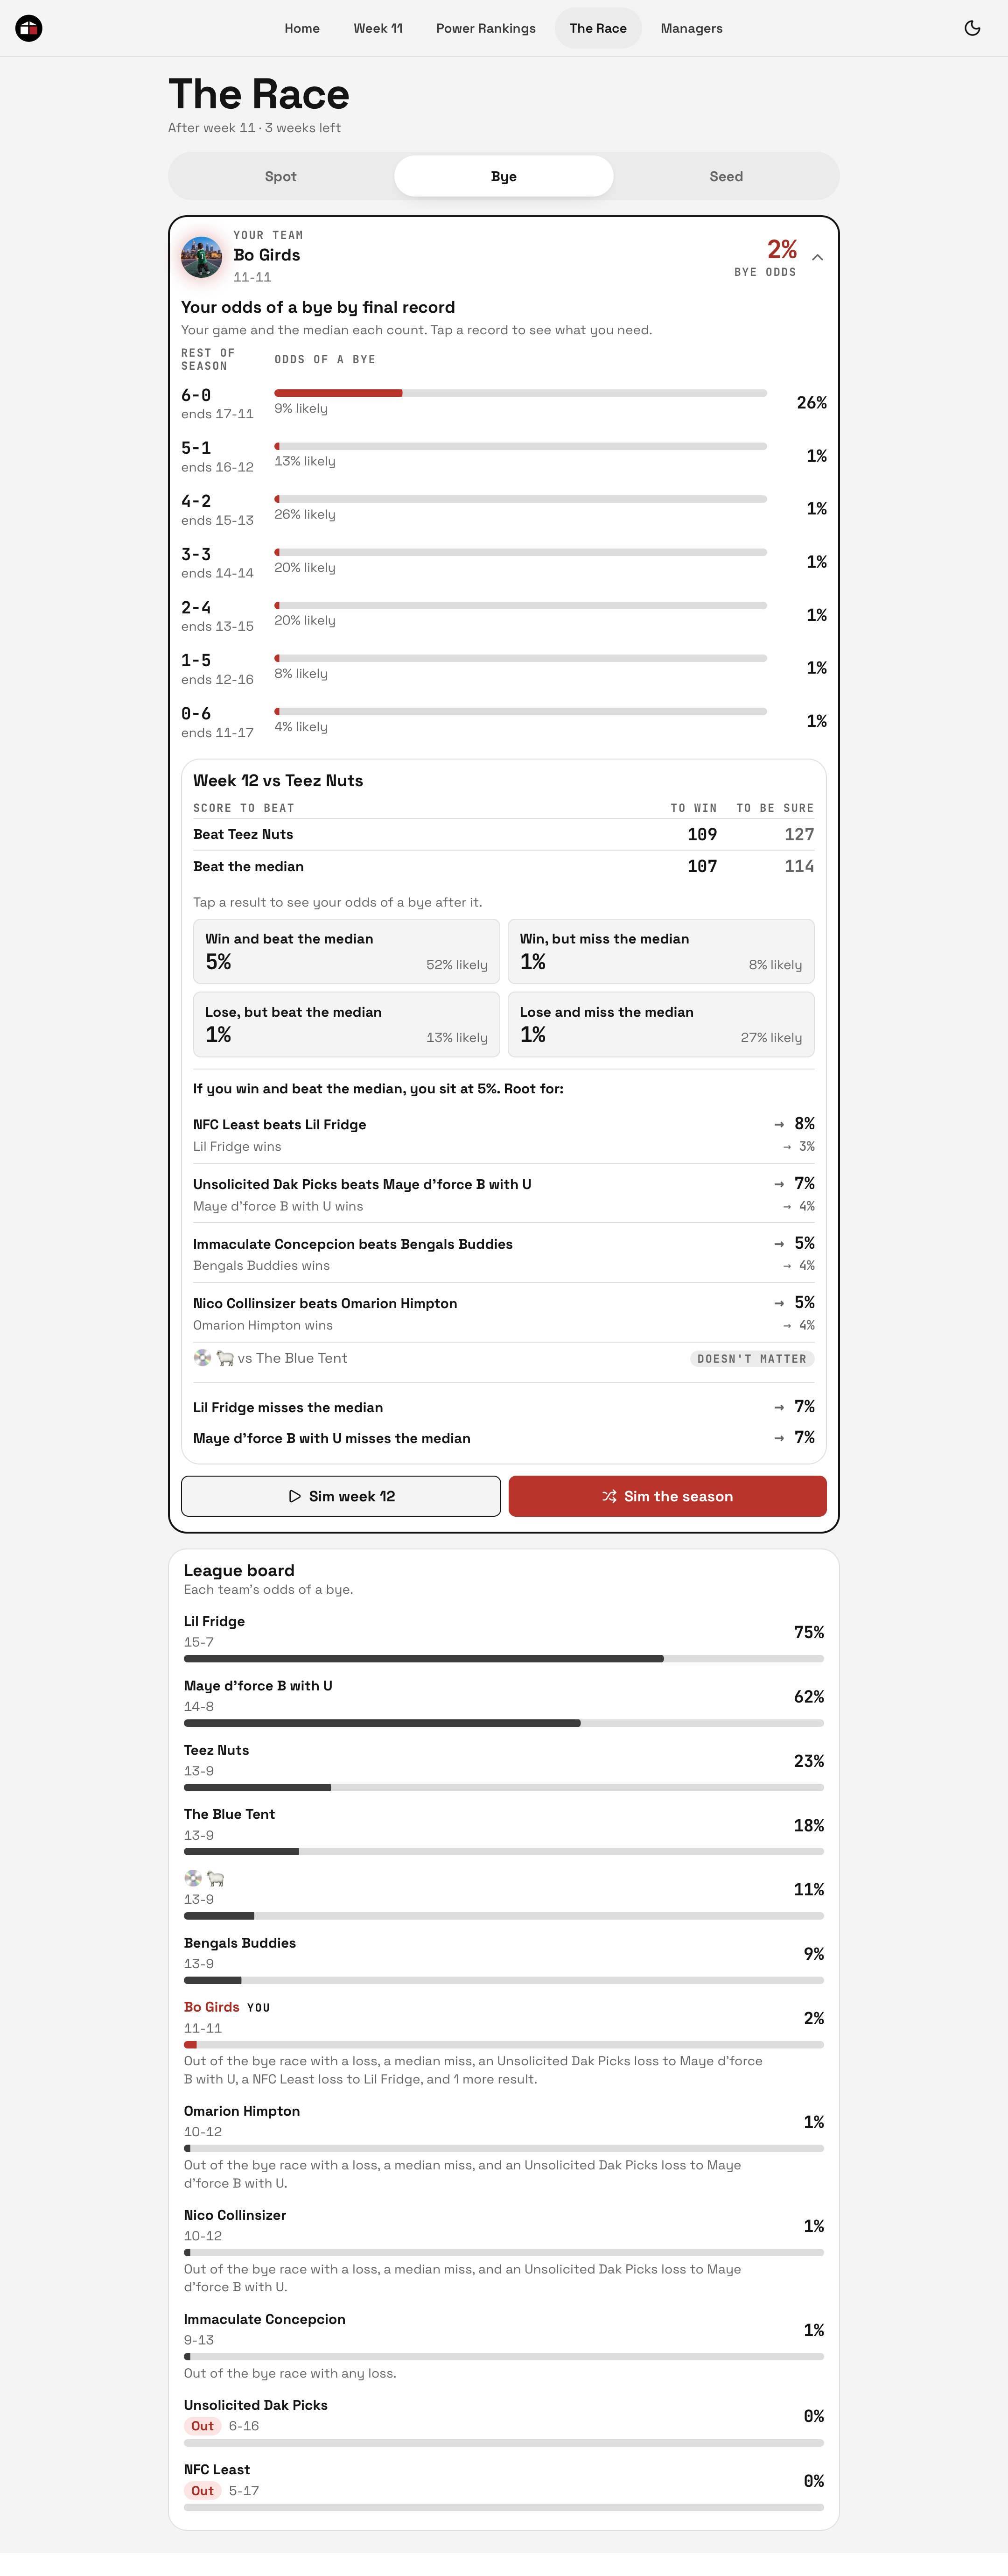 Home
Week 11
Power Rankings
The Race
Managers
The Race
After week 11 · 3 weeks left
Spot
Bye
Seed
YOUR TEAM
Bo Girds
11-11
2%
BYE ODDS
Your odds of a bye by final record
Your game and the median each count. Tap a record to see what you need.
REST OF SEASON
ODDS OF A BYE
6-0
ends 17-11
9% likely
26%
5-1
ends 16-12
13% likely
1%
4-2
ends 15-13
26% likely
1%
3-3
ends 14-14
20% likely
1%
2-4
ends 13-15
20% likely
1%
1-5
ends 12-16
8% likely
1%
0-6
ends 11-17
4% likely
1%
Week 12 vs Teez Nuts
SCORE TO BEAT TO WIN TO BE SURE
Beat Teez Nuts 109 127
Beat the median 107 114
Tap a result to see your odds of a bye after it.
Win and beat the median
5% 52% likely
Win, but miss the median
1% 8% likely
Lose, but beat the median
1% 13% likely
Lose and miss the median
1% 27% likely
If you win and beat the median, you sit at 5%. Root for:
NFC Least beats Lil Fridge → 8%
Lil Fridge wins → 3%
Unsolicited Dak Picks beats Maye d'force B with U → 7%
Maye d'force B with U wins → 4%
Immaculate Concepcion beats Bengals Buddies → 5%
Bengals Buddies wins → 4%
Nico Collinsizer beats Omarion Himpton → 5%
Omarion Himpton wins → 4%
💿 🐑 vs The Blue Tent DOESN'T MATTER
Lil Fridge misses the median → 7%
Maye d'force B with U misses the median → 7%
Sim week 12
Sim the season
League board
Each team's odds of a bye.
Lil Fridge
15-7
75%
Maye d'force B with U
14-8
62%
Teez Nuts
13-9
23%
The Blue Tent
13-9
18%
💿 🐑
13-9
11%
Bengals Buddies
13-9
9%
Bo Girds YOU
11-11
2%
Out of the bye race with a loss, a median miss, an Unsolicited Dak Picks loss to Maye d'force
B with U, a NFC Least loss to Lil Fridge, and 1 more result.
Omarion Himpton
10-12
1%
Out of the bye race with a loss, a median miss, and an Unsolicited Dak Picks loss to Maye
d'force B with U.
Nico Collinsizer
10-12
1%
Out of the bye race with a loss, a median miss, and an Unsolicited Dak Picks loss to Maye
d'force B with U.
Immaculate Concepcion
9-13
1%
Out of the bye race with any loss.
Unsolicited Dak Picks
Out 6-16
0%
NFC Least
Out 5-17
0%